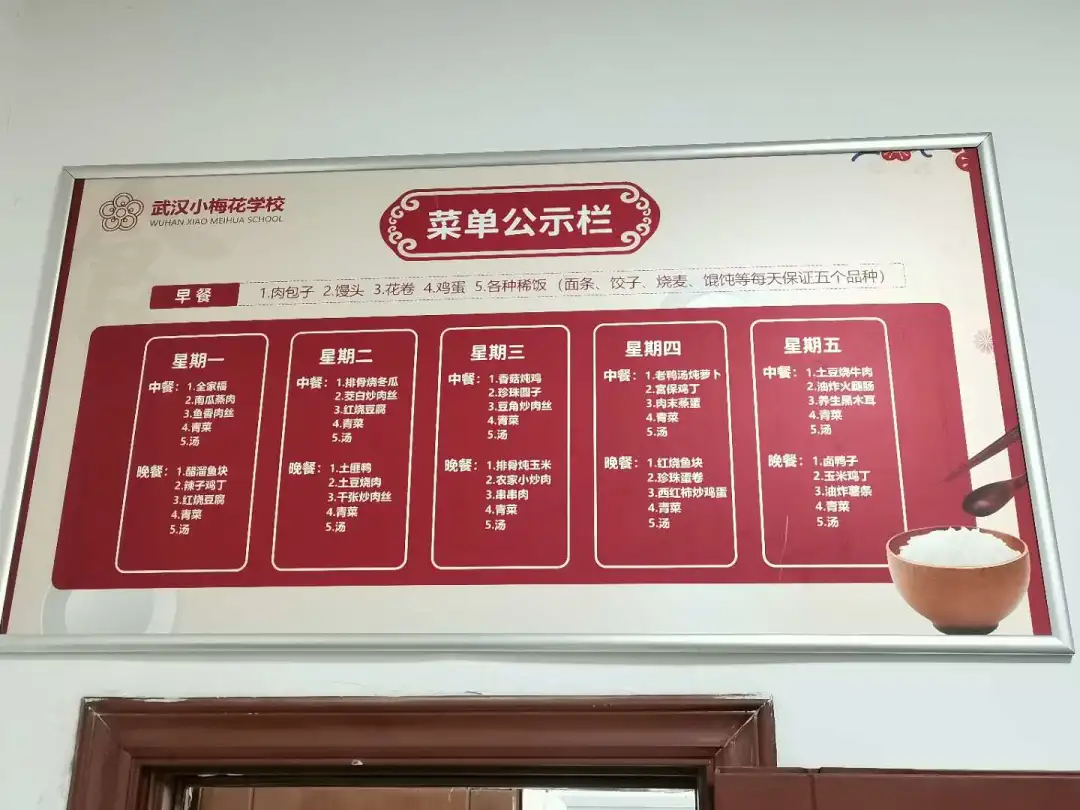 武汉小梅花学校
WUHAN XIAO MEIHUA SCHOOL
菜单公示栏
早餐 1.肉包子 2.馒头 3.花卷 4.鸡蛋 5.各种稀饭（面条、饺子、烧麦、馄饨等每天保证五个品种）
星期一
中餐：1.全家福
2.南瓜蒸肉
3.鱼香肉丝
4.青菜
5.汤
晚餐：1.醋溜鱼块
2.辣子鸡丁
3.红烧豆腐
4.青菜
5.汤
星期二
中餐：1.排骨烧冬瓜
2.茭白炒肉丝
3.红烧豆腐
4.青菜
5.汤
晚餐：1.土匪鸭
2.土豆烧肉
3.千张炒肉丝
4.青菜
5.汤
星期三
中餐：1.香菇炖鸡
2.珍珠圆子
3.豆角炒肉丝
4.青菜
5.汤
晚餐：1.排骨炖玉米
2.农家小炒肉
3.串串肉
4.青菜
5.汤
星期四
中餐：1.老鸭汤炖萝卜
2.宫保鸡丁
3.肉末蒸蛋
4.青菜
5.汤
晚餐：1.红烧鱼块
2.珍珠蛋卷
3.西红柿炒鸡蛋
4.青菜
5.汤
星期五
中餐：1.土豆烧牛肉
2.油炸火腿肠
3.养生黑木耳
4.青菜
5.汤
晚餐：1.卤鸭子
2.玉米鸡丁
3.油炸薯条
4.青菜
5.汤